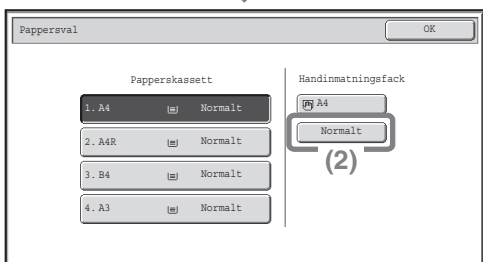 Pappersval
OK
Papperskassett
1. A4 Normalt
2. A4R Normalt
3. B4 Normalt
4. A3 Normalt
Handinmatningsfack
A4
Normalt
(2)